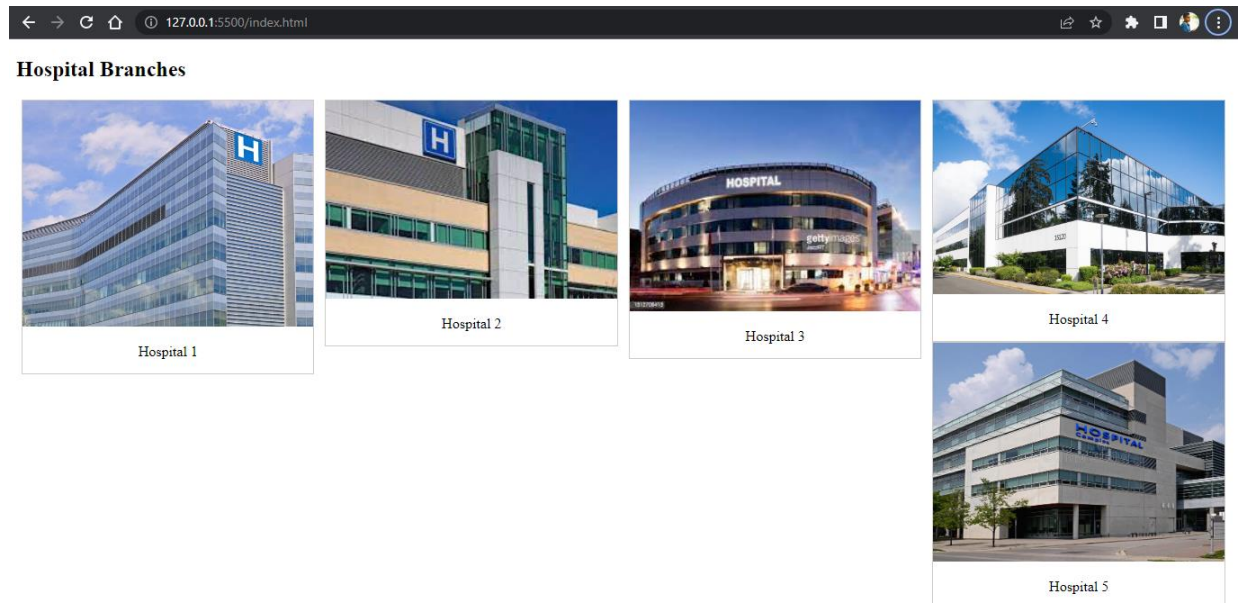 127.0.0.1:5500/index.html
Hospital Branches
H
H
HOSPITAL
gettyimages
1512708413
Hospital 1
Hospital 2
Hospital 3
Hospital 4
HOSPITAL
Hospital 5